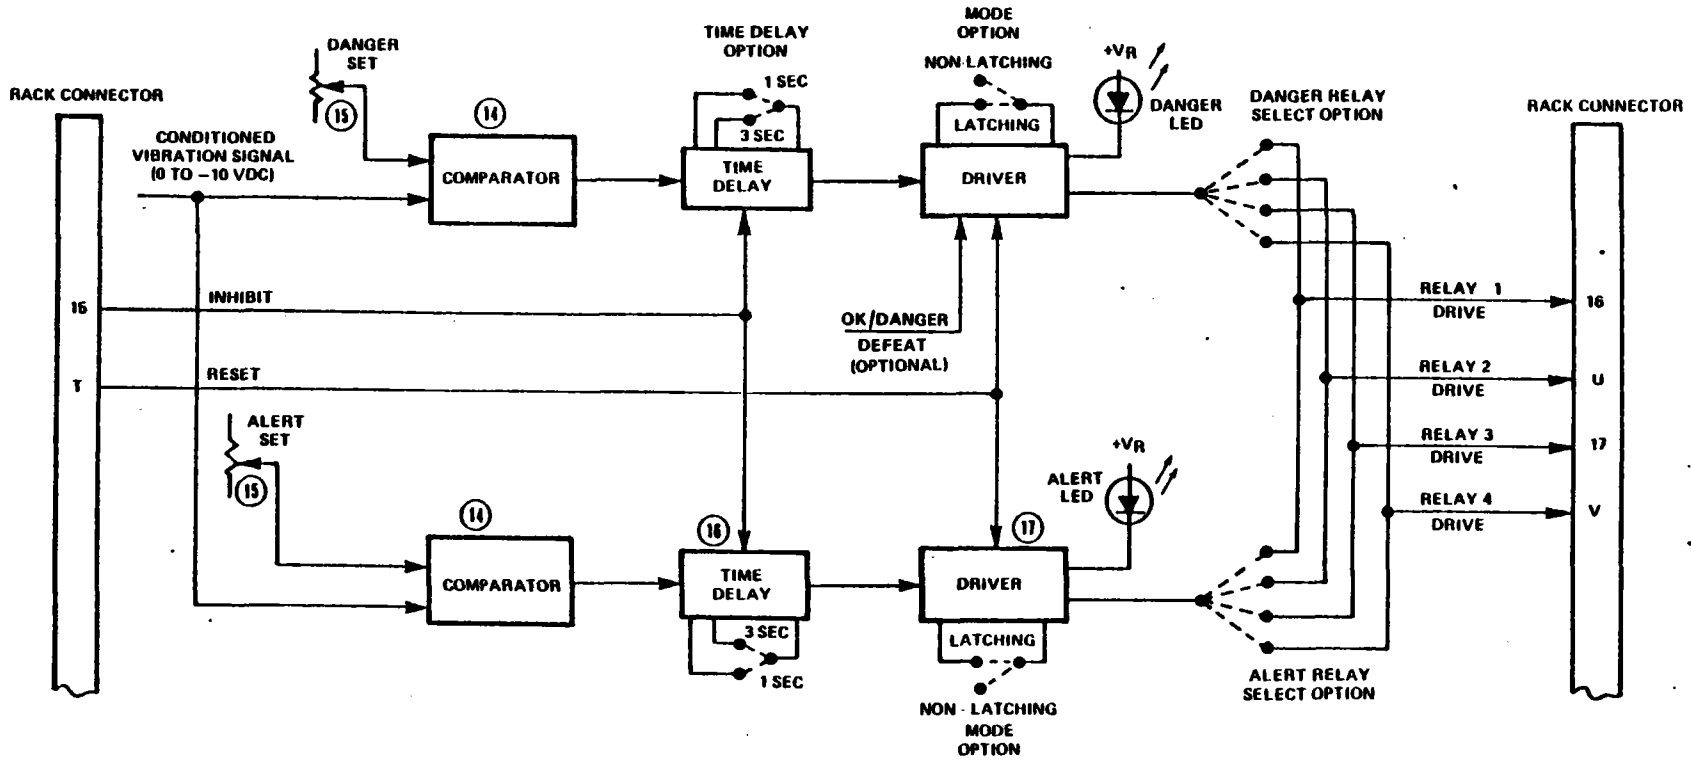 RACK CONNECTOR
DANGER
SET
15
CONDITIONED
VIBRATION SIGNAL
(0 TO -10 VDC)
14
COMPARATOR
TIME DELAY
OPTION
1 SEC
3 SEC
TIME
DELAY
MODE
OPTION
NON-LATCHING
LATCHING
DRIVER
+VR
DANGER
LED
DANGER RELAY
SELECT OPTION
RACK CONNECTOR
15
INHIBIT
OK/DANGER
DEFEAT
(OPTIONAL)
T
RESET
RELAY 1
DRIVE
16
RELAY 2
DRIVE
U
RELAY 3
DRIVE
17
RELAY 4
DRIVE
V
ALERT
SET
15
14
COMPARATOR
16
TIME
DELAY
3 SEC
1 SEC
17
DRIVER
LATCHING
NON-LATCHING
MODE
OPTION
+VR
ALERT
LED
ALERT RELAY
SELECT OPTION